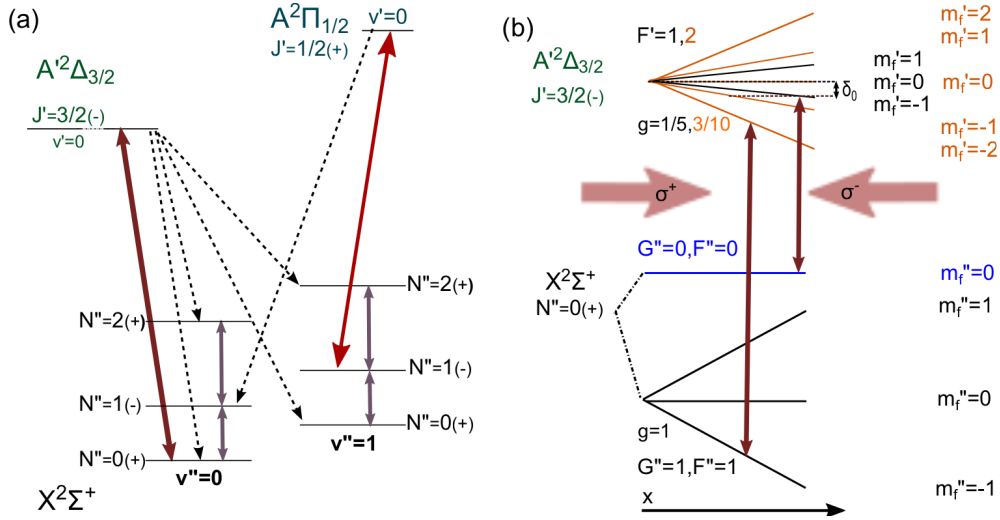 (a)
A²Π₁/₂
v'=0
J'=1/2(+)
A'²Δ₃/₂
J'=3/2(-)
v'=0
N"=2(+)
N"=2(+)
N"=1(-)
N"=1(-)
N"=0(+)
N"=0(+)
v"=1
v"=0
X²Σ⁺
(b)
F'=1,2
A'²Δ₃/₂
J'=3/2(-)
g=1/5,3/10
δ₀
mf'=2
mf'=1
mf'=1
mf'=0
mf'=0
mf'=-1
mf'=-1
mf'=-2
σ⁺
σ⁻
G"=0,F"=0
X²Σ⁺
N"=0(+)
mf"=0
mf"=1
mf"=0
g=1
G"=1,F"=1
mf"=-1
x